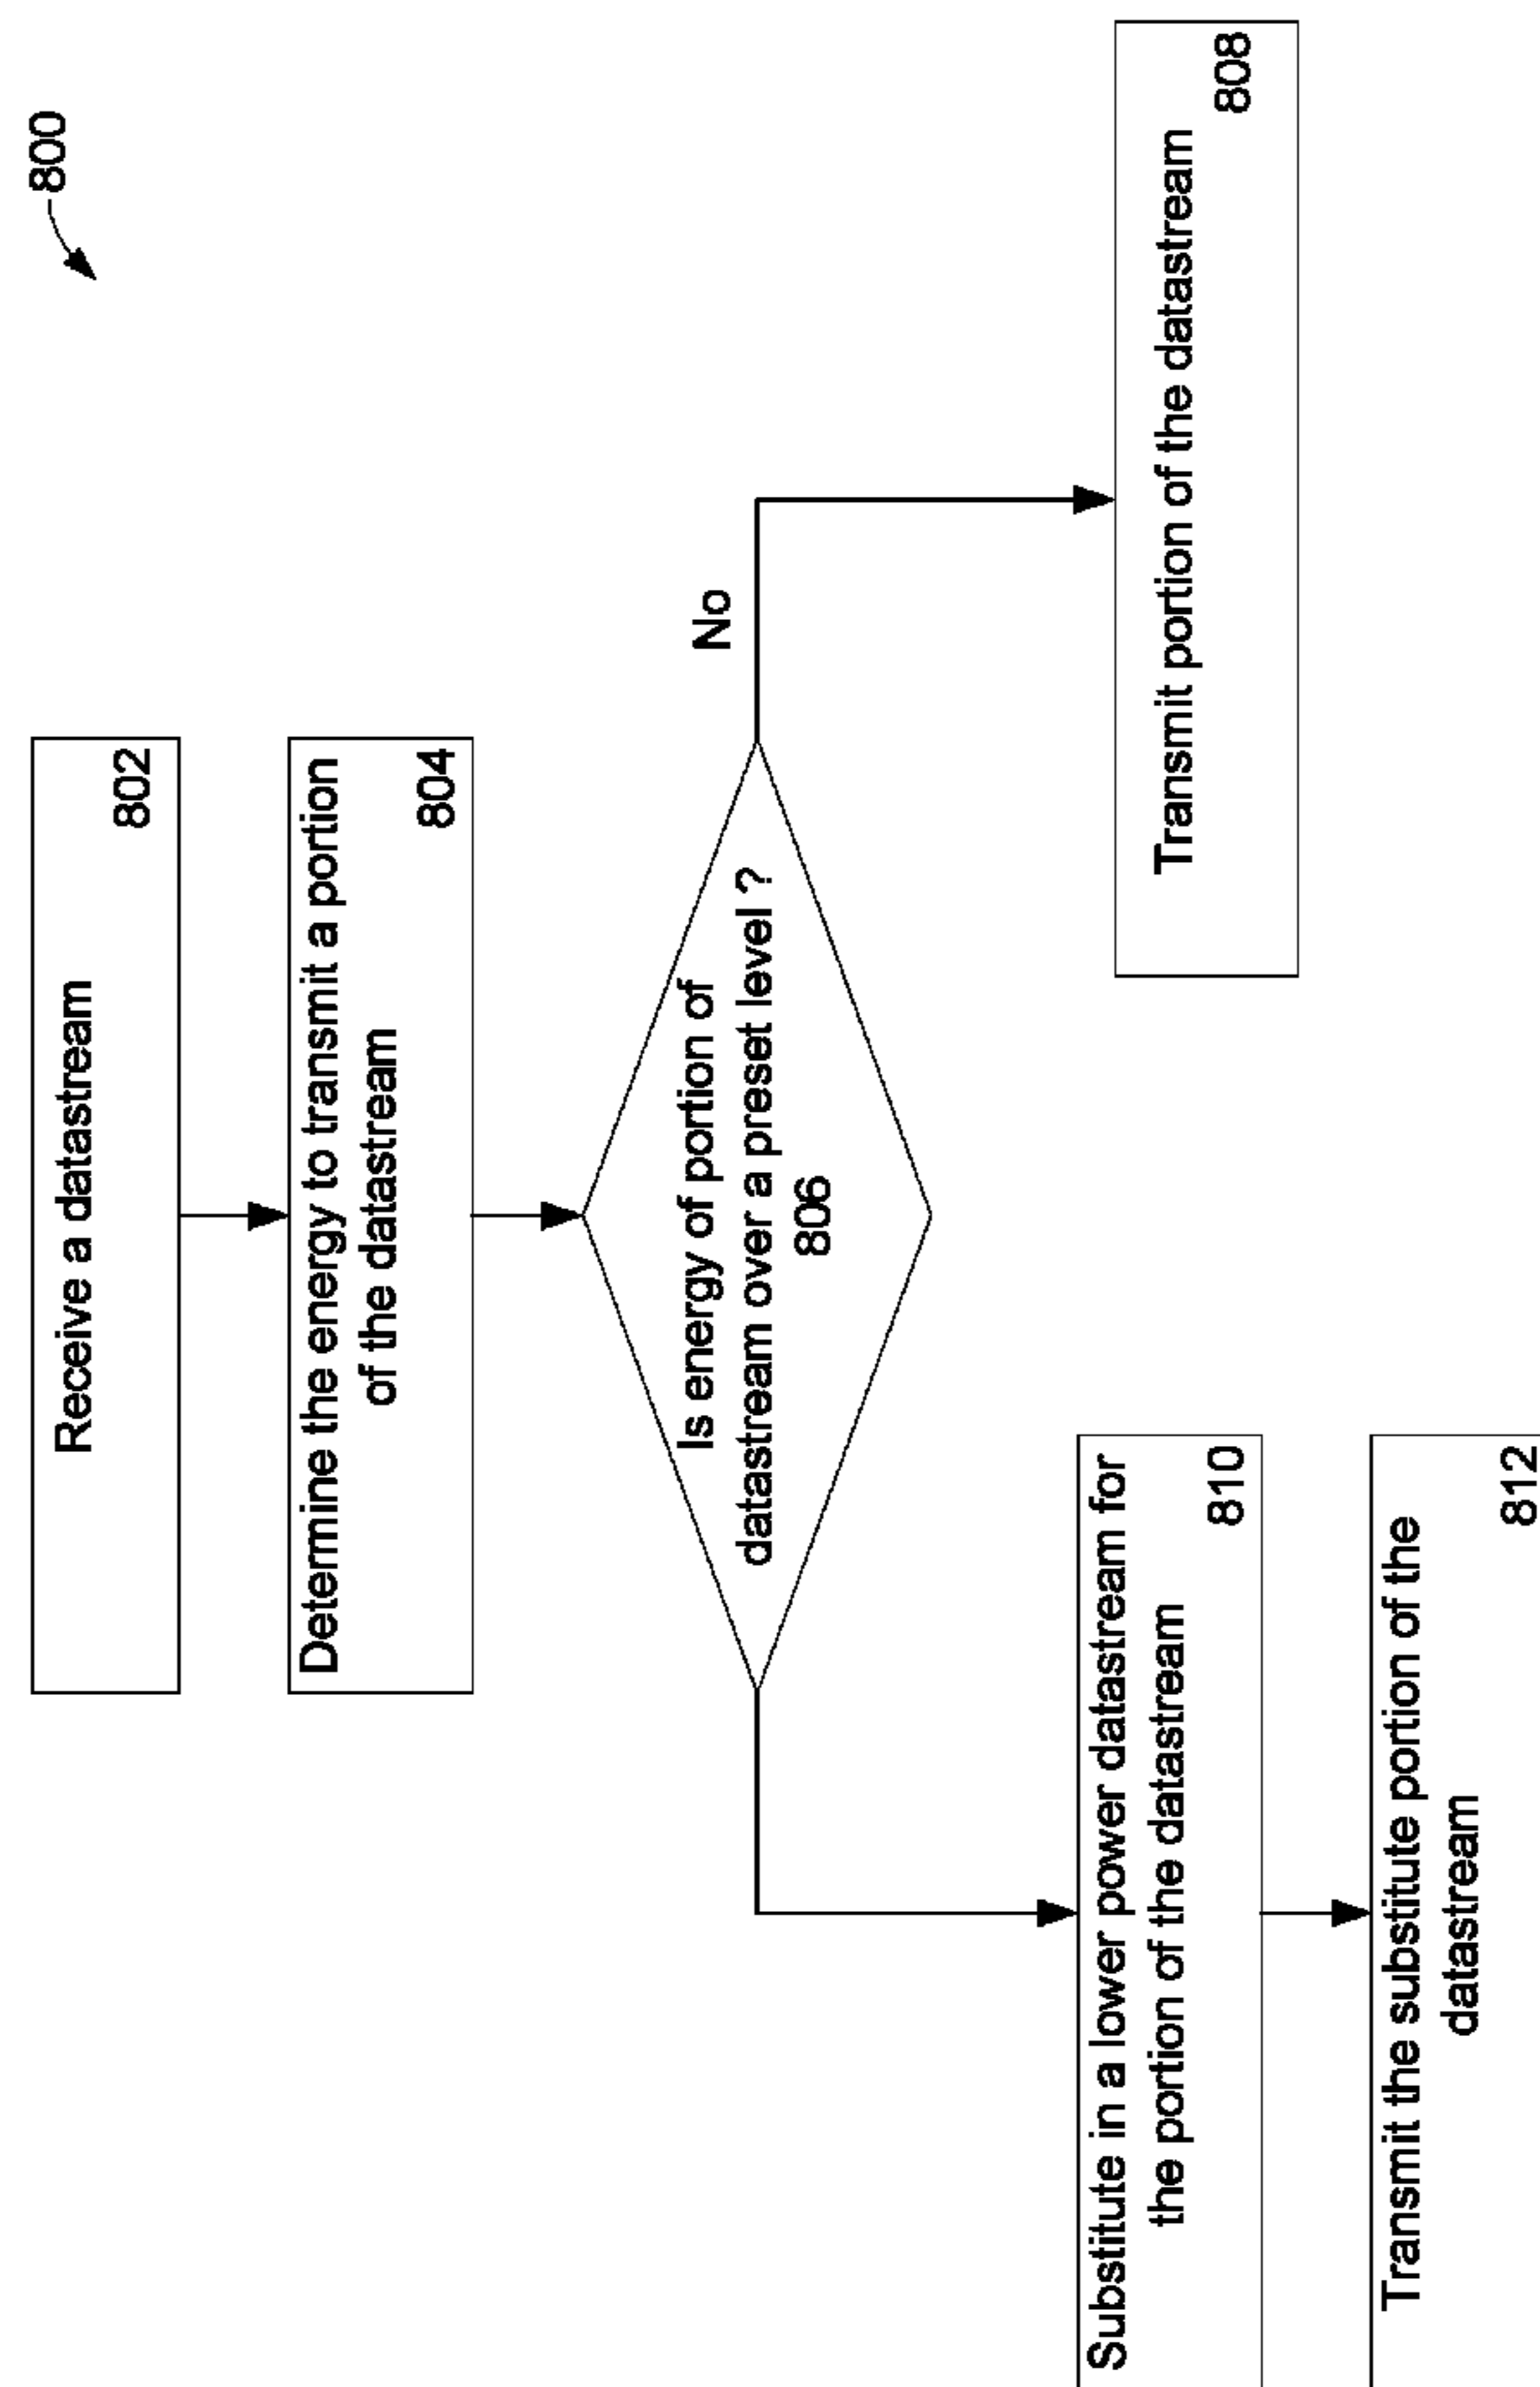 800
Receive a datastream
802
Determine the energy to transmit a portion
of the datastream
804
Is energy of portion of
datastream over a preset level ?
806
No
Transmit portion of the datastream
808
Substitute in a lower power datastream for
the portion of the datastream
810
Transmit the substitute portion of the
datastream
812